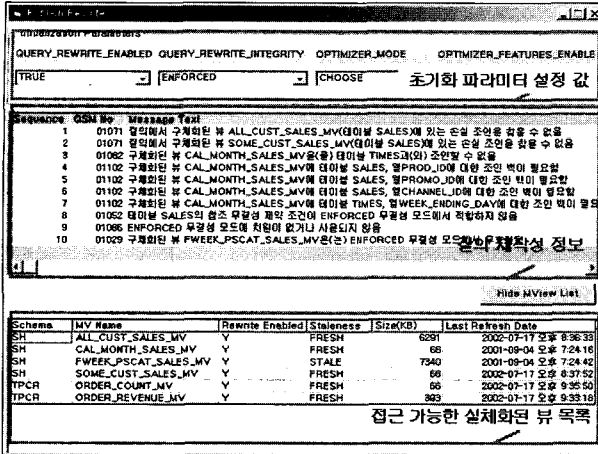 Initialization Parameters
QUERY_REWRITE_ENABLED QUERY_REWRITE_INTEGRITY OPTIMIZER_MODE OPTIMIZER_FEATURES_ENABLE
TRUE ENFORCED CHOOSE
초기화 파라미터 설정 값
Sequence QSM No Message Text
1 01071 질의에서 구체화된 뷰 ALL_CUST_SALES_MV(테이블 SALES)에 있는 손실 조인을 찾을 수 없음
2 01071 질의에서 구체화된 뷰 SOME_CUST_SALES_MV(테이블 SALES)에 있는 손실 조인을 찾을 수 없음
3 01082 구체화된 뷰 CAL_MONTH_SALES_MV을(를) 테이블 TIMES과(와) 조인할 수 없음
4 01102 구체화된 뷰 CAL_MONTH_SALES_MV에 테이블 SALES, 열PROD_ID에 대한 조인 백이 필요함
5 01102 구체화된 뷰 CAL_MONTH_SALES_MV에 테이블 SALES, 열PROMO_ID에 대한 조인 백이 필요함
6 01102 구체화된 뷰 CAL_MONTH_SALES_MV에 테이블 SALES, 열CHANNEL_ID에 대한 조인 백이 필요함
7 01102 구체화된 뷰 CAL_MONTH_SALES_MV에 테이블 TIMES, 열WEEK_ENDING_DAY에 대한 조인 백이 필요
8 01052 테이블 SALES의 참조 무결성 제약 조건이 ENFORCED 무결성 모드에서 적합하지 않음
9 01086 ENFORCED 무결성 모드에 차원이 없거나 사용되지 않음
10 01029 구체화된 뷰 FWEEK_PSCAT_SALES_MV은(는) ENFORCED 무결성
질의 재작성 정보
Hide MView List
Schema MV Name Rewrite Enabled Staleness Size(KB) Last Refresh Date
SH ALL_CUST_SALES_MV Y FRESH 6291 2002-07-17 오후 8:36:33
SH CAL_MONTH_SALES_MV Y FRESH 66 2001-09-04 오후 7:24:16
SH FWEEK_PSCAT_SALES_MV Y STALE 7340 2001-09-04 오후 7:24:42
SH SOME_CUST_SALES_MV Y FRESH 66 2002-07-17 오후 8:37:52
TPCR ORDER_COUNT_MV Y FRESH 66 2002-07-17 오후 9:35:50
TPCR ORDER_REVENUE_MV Y FRESH 393 2002-07-17 오후 9:33:18
접근 가능한 실체화된 뷰 목록